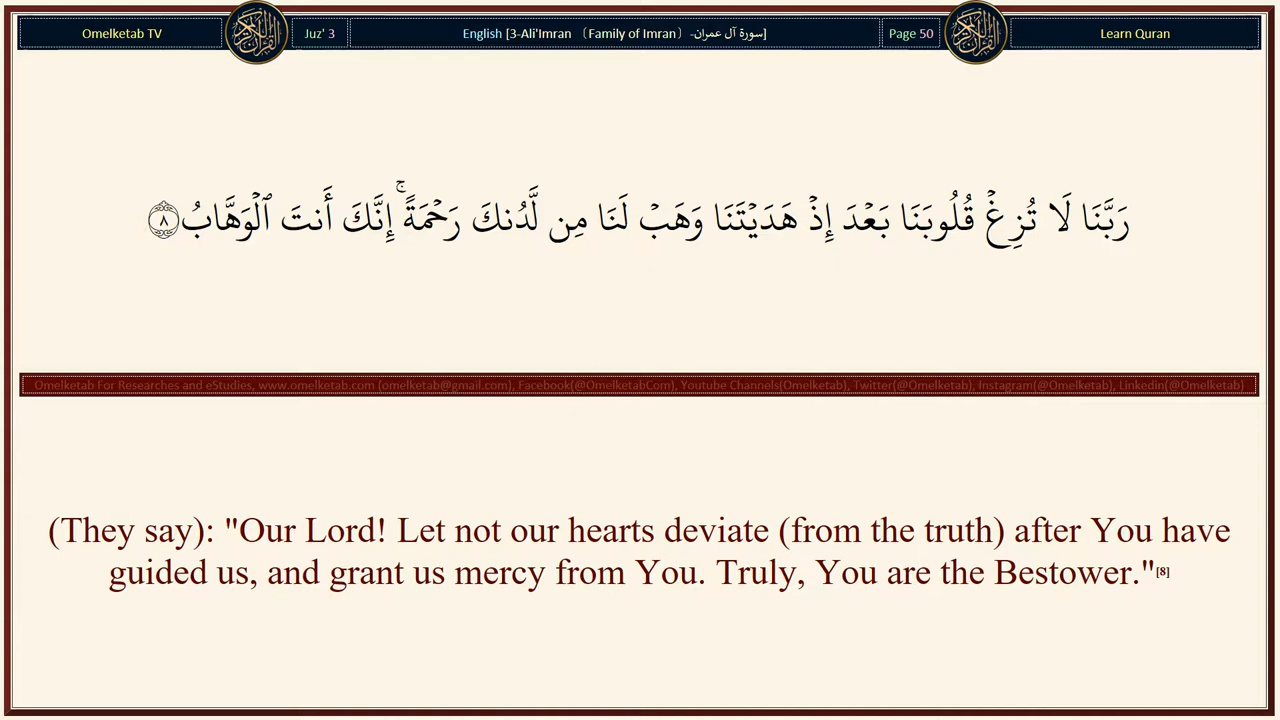 Omelketab TV
Juz' 3
English [3-Ali'Imran （Family of Imran）-سورة آل عمران]
Page 50
Learn Quran
رَبَّنَا لَا تُزِغۡ قُلُوبَنَا بَعۡدَ إِذۡ هَدَيۡتَنَا وَهَبۡ لَنَا مِن لَّدُنكَ رَحۡمَةًۚ إِنَّكَ أَنتَ ٱلۡوَهَّابُ ٨
Omelketab For Researches and eStudies, www.omelketab.com (omelketab@gmail.com), Facebook(@OmelketabCom), Youtube Channels(Omelketab), Twitter(@Omelketab), Instagram(@Omelketab), Linkedin(@Omelketab)
(They say): "Our Lord! Let not our hearts deviate (from the truth) after You have
guided us, and grant us mercy from You. Truly, You are the Bestower."[8]